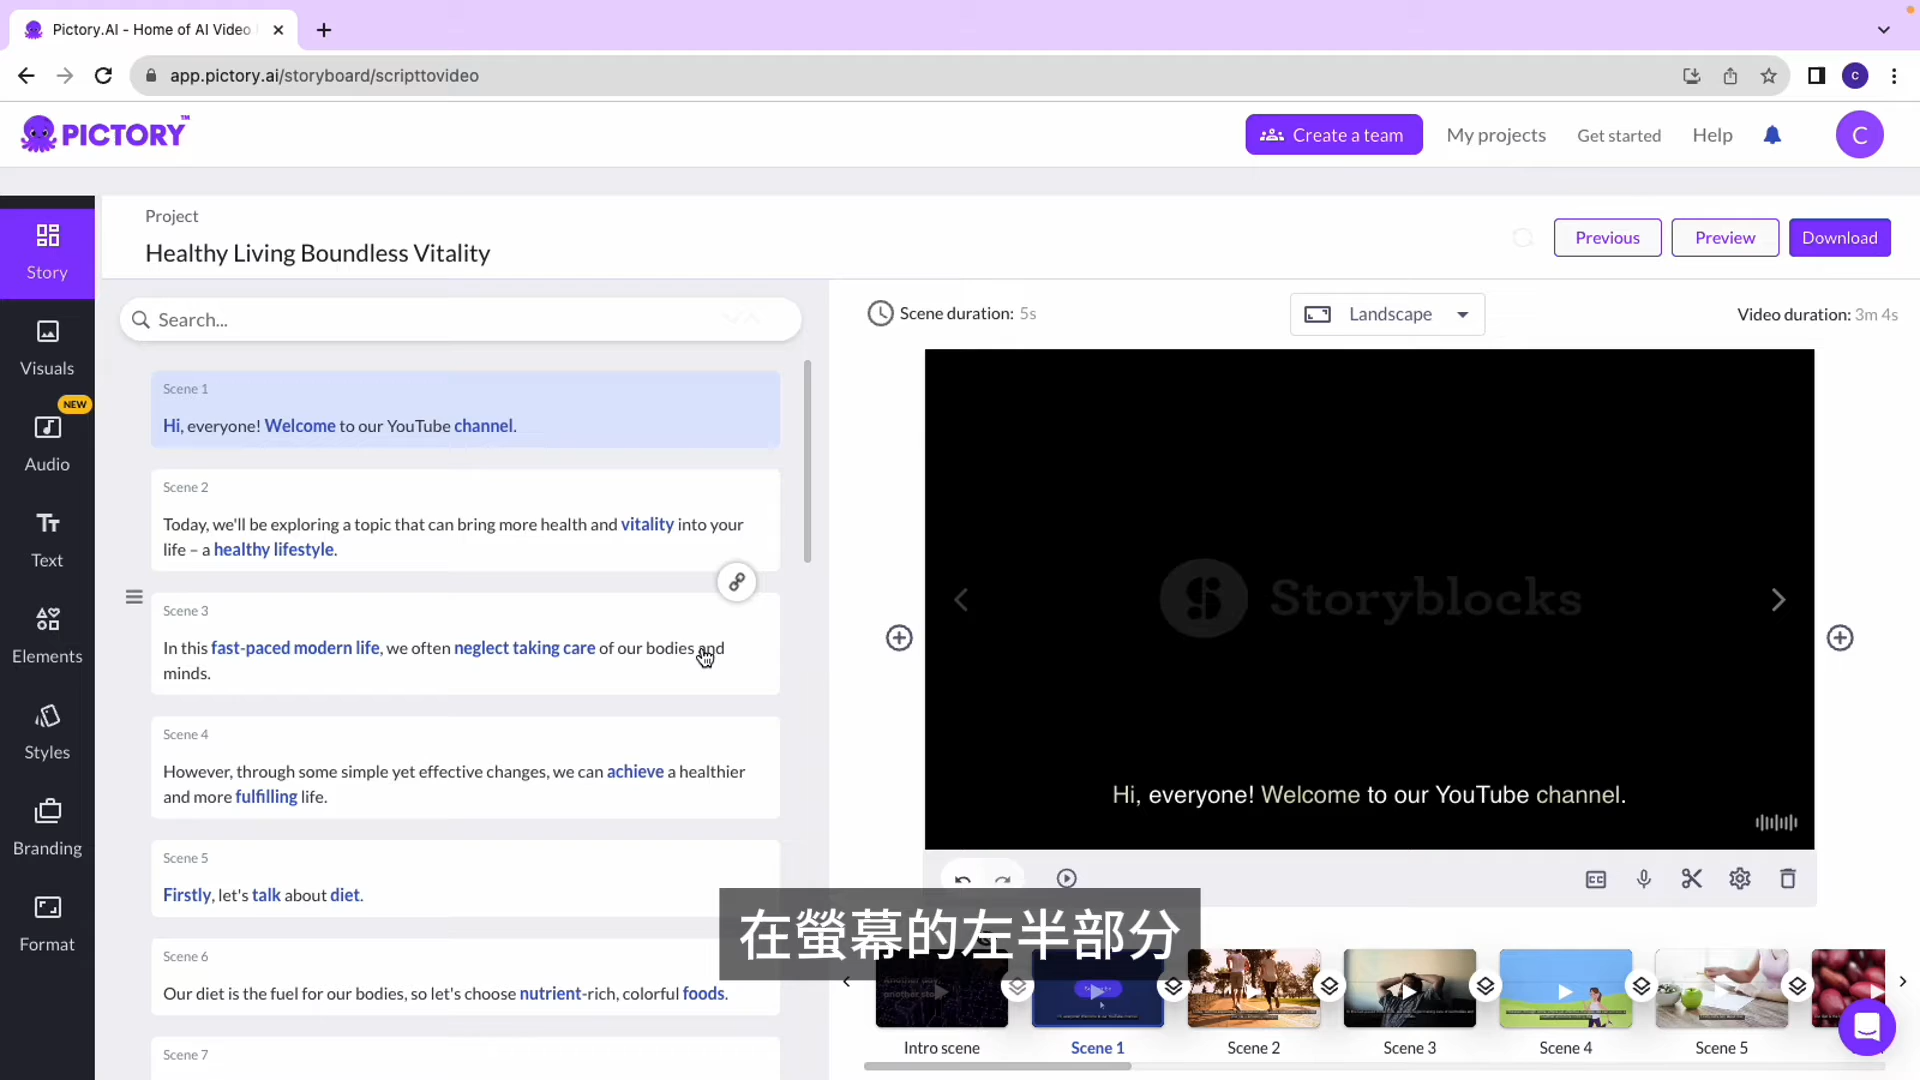 Pictory.AI - Home of AI Video
app.pictory.ai/storyboard/scripttovideo
C
PICTORY™
Create a team
My projects
Get started
Help
C
Story
Visuals
NEW
Audio
Text
Elements
Styles
Branding
Format
Project
Healthy Living Boundless Vitality
Previous
Preview
Download
Search...
Scene 1
Hi, everyone! Welcome to our YouTube channel.
Scene 2
Today, we'll be exploring a topic that can bring more health and vitality into your
life – a healthy lifestyle.
Scene 3
In this fast-paced modern life, we often neglect taking care of our bodies and
minds.
Scene 4
However, through some simple yet effective changes, we can achieve a healthier
and more fulfilling life.
Scene 5
Firstly, let's talk about diet.
Scene 6
Our diet is the fuel for our bodies, so let's choose nutrient-rich, colorful foods.
Scene 7
Scene duration: 5s
Landscape
Video duration: 3m 4s
Storyblocks
Hi, everyone! Welcome to our YouTube channel.
CC
在螢幕的左半部分
Another day
another
Intro scene
Scene 1
Scene 2
Scene 3
Scene 4
Scene 5